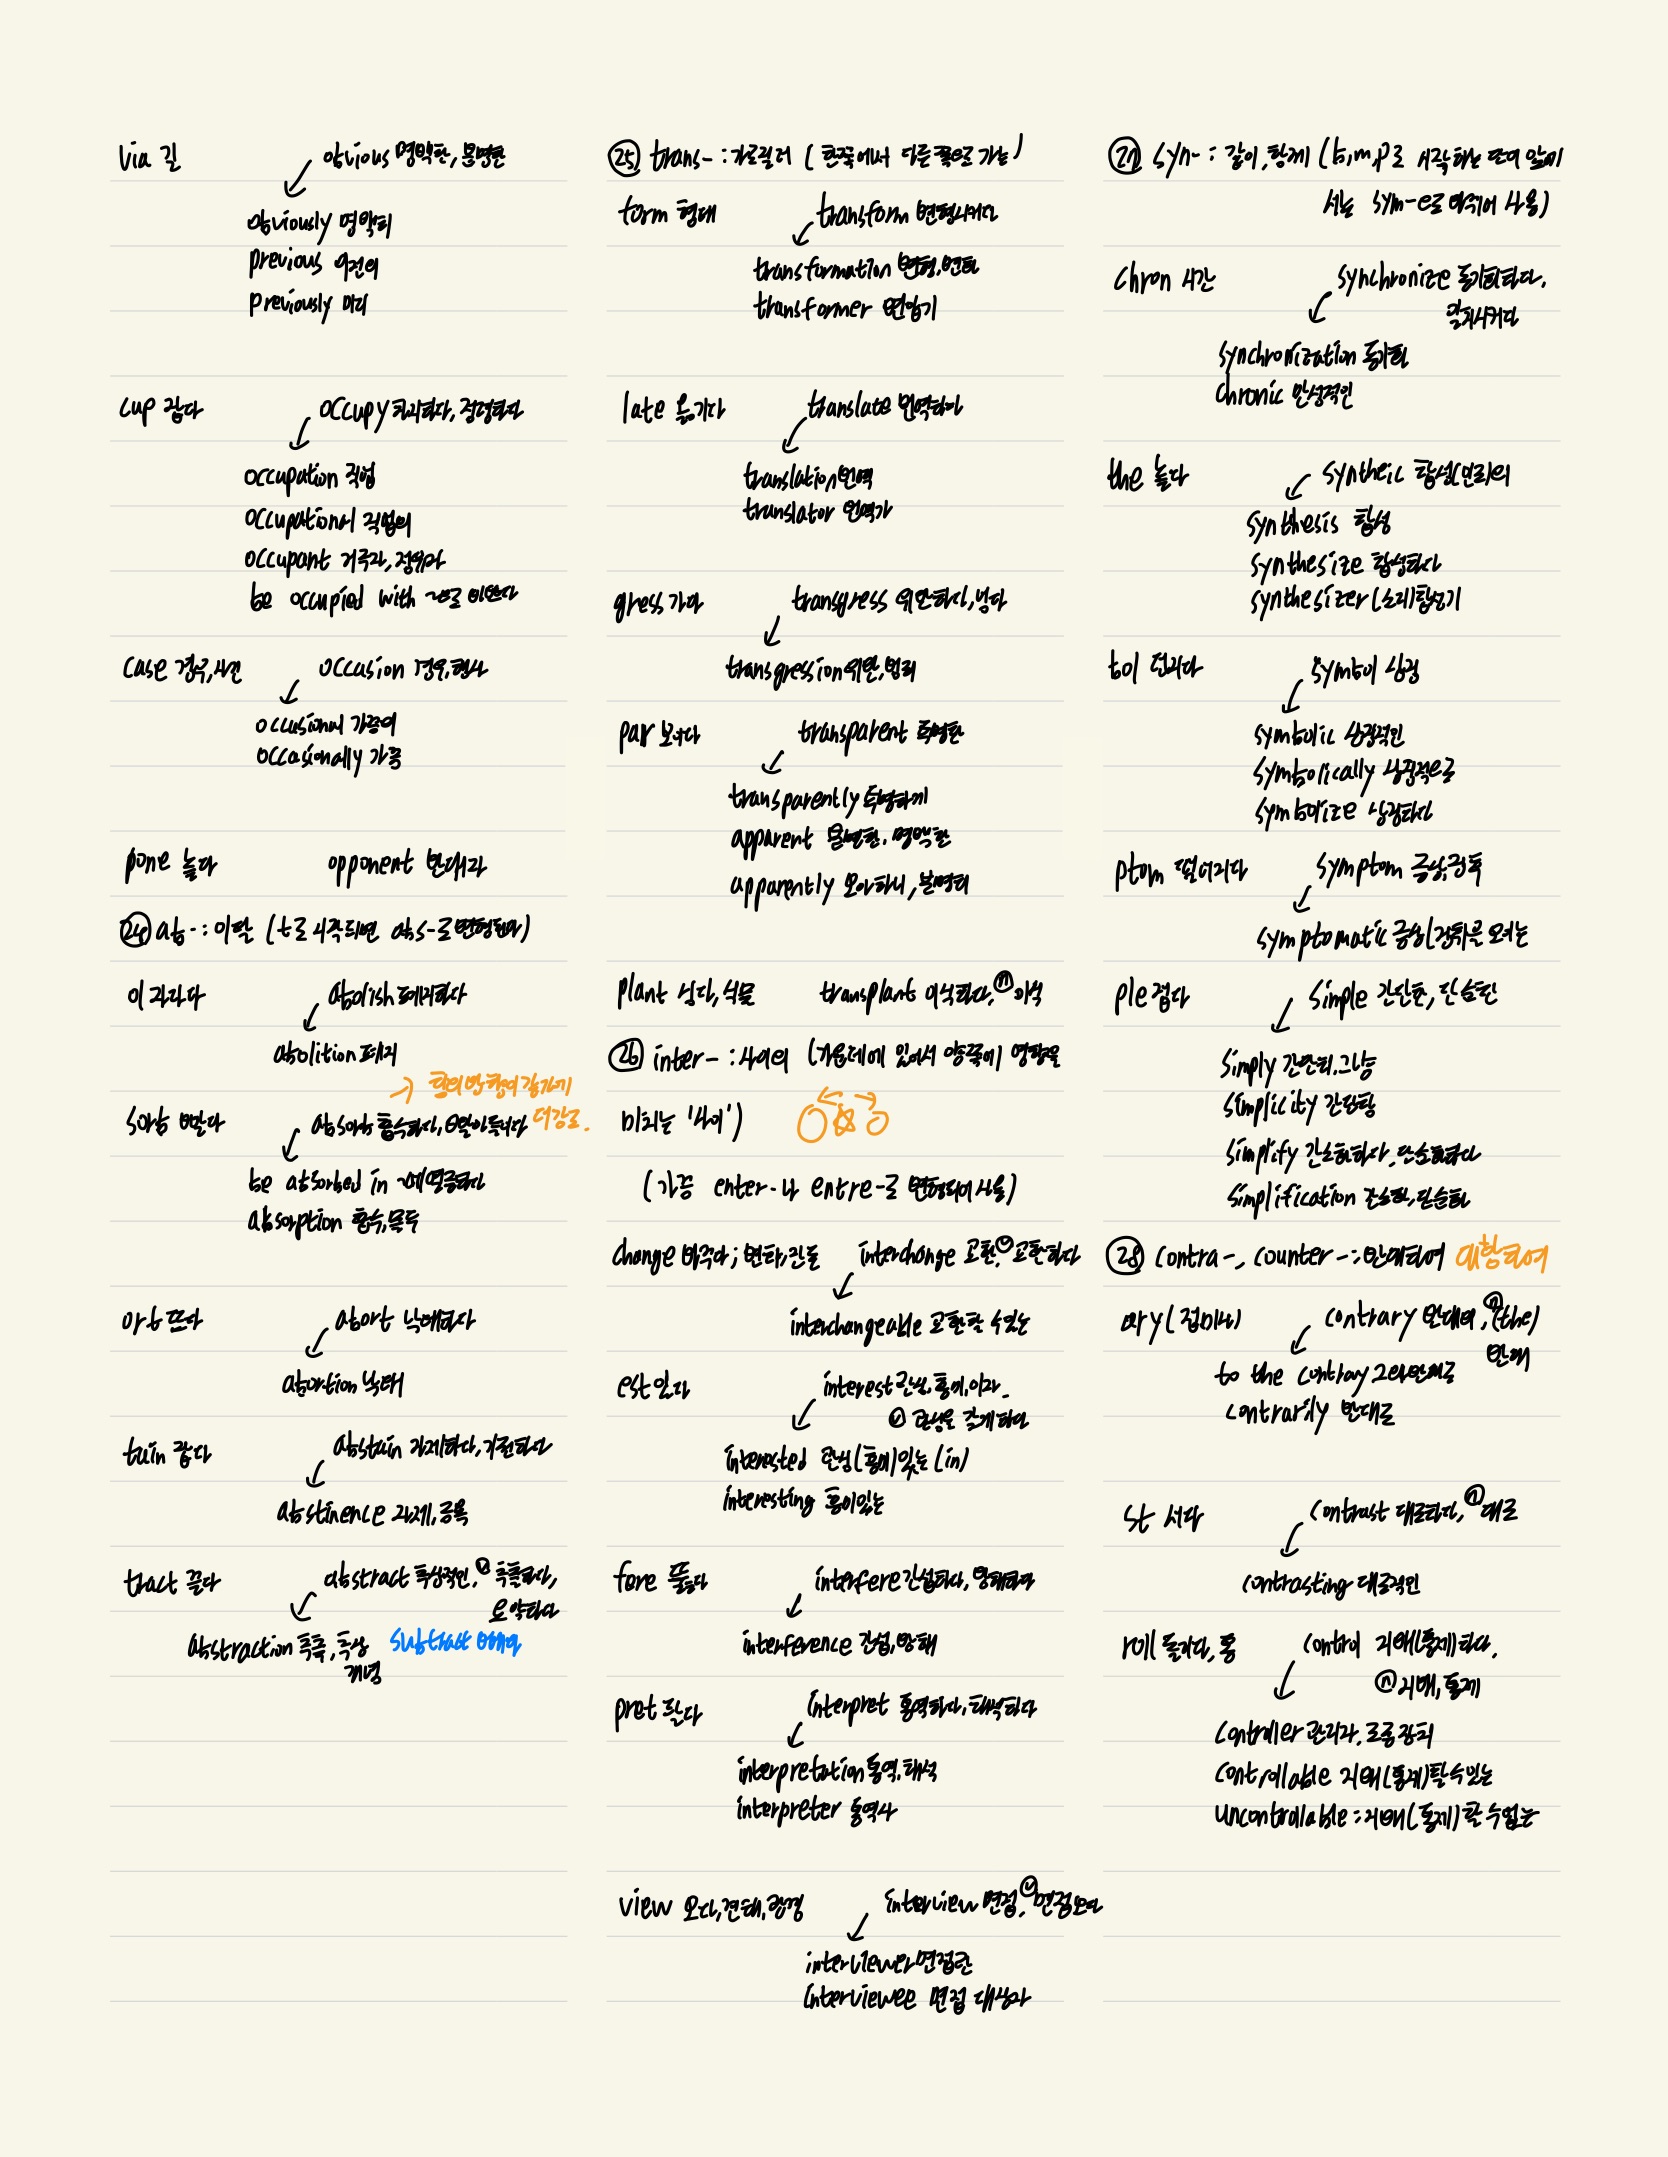 via 길 obvious 명백한, 분명한
obviously 명백히
previous 이전의
previously 미리
cup 잡다 occupy 차지하다, 점령하다
occupation 직업
occupational 직업의
occupant 거주자, 점유자
be occupied with ~로 바쁘다
case 경우, 사건 occasion 경우, 행사
occasional 가끔의
occasionally 가끔
pone 놓다 opponent 반대자
24 ab- : 이탈 (t로 시작되면 abs-로 변형된다)
이 자라다 abolish 폐지하다
abolition 폐지
→ 힘의 방향이 같기에
sorb 빨다 absorb 흡수하다, 빨아들이다 더강조.
be absorbed in ~에 열중하다
absorption 흡수, 몰두
ort 뜨다 abort 낙태하다
abortion 낙태
tain 잡다 abstain 자제하다, 기권하다
abstinence 자제, 금욕
tract 끌다 abstract 추상적인, ⓥ 추출하다,
요약하다
abstraction 추출, 추상 subtract 빼다
개념
25 trans- : 가로질러 (한쪽에서 다른 쪽으로 가는)
form 형태 transform 변형시키다
transformation 변형, 변화
transformer 변압기
late 옮기다 translate 번역하다
translation 번역
translator 번역가
gress 가다 transgress 위반하다, 넘다
transgression 위반, 범죄
par 보이다 transparent 투명한
transparently 투명하게
apparent 분명한, 명백한
apparently 보아하니, 분명히
plant 심다, 식물 transplant 이식하다, ⓝ 이식
26 inter- : 사이의 (가운데에 있어서 양쪽에 영향을
미치는 '사이')
(가끔 enter-나 entre-로 변형되어 사용)
change 바꾸다; 변화, 잔돈 interchange 교환, ⓥ 교환하다
interchangeable 교환할 수있는
est 있다 interest 관심, 흥미, 이자.
ⓥ 관심을 갖게 하다
interested 관심(흥미)있는 (in)
interesting 흥미있는
fere 뚫다 interfere 간섭하다, 방해하다
interference 간섭, 방해
pret 팔다 interpret 통역하다, 해석하다
interpretation 통역, 해석
interpreter 통역사
view 보다, 견해, 광경 interview 면접, ⓥ 면접보다
interviewer 면접관
interviewee 면접 대상자
27 syn- : 같이, 함께 (b,m,p로 시작하는 단어 앞에
서는 sym-으로 바뀌어 사용)
chron 시간 synchronize 동기화하다,
일치시키다
synchronization 동기화
chronic 만성적인
the 놓다 syntheic 합성(인조)의
synthesis 합성
synthesize 합성하다
synthesizer (소리)합성기
bol 던지다 symbol 상징
symbolic 상징적인
symbolically 상징적으로
symbolize 상징하다
ptom 떨어지다 symptom 증상, 징후
symptomatic 증상(징후)을 보이는
ple 접다 simple 간단한, 단순한
simply 간단히, 그냥
simplicity 간단함
simplify 간소화하다, 단순화하다
simplification 간소화, 단순화
28 contra-, counter- : 반대하여 대항하여
ary (접미사) contrary 반대의, ⓝ (the)
반대
to the contray 그와반대로
contrarily 반대로
st 서다 contrast 대조하다, ⓝ 대조
contrasting 대조적인
roll 돌리다, 통 control 지배(통제)하다,
ⓝ 지배, 통제
controller 관리자, 조종 장치
controllable 지배(통제)할수있는
uncontrollable : 지배(통제)할 수없는